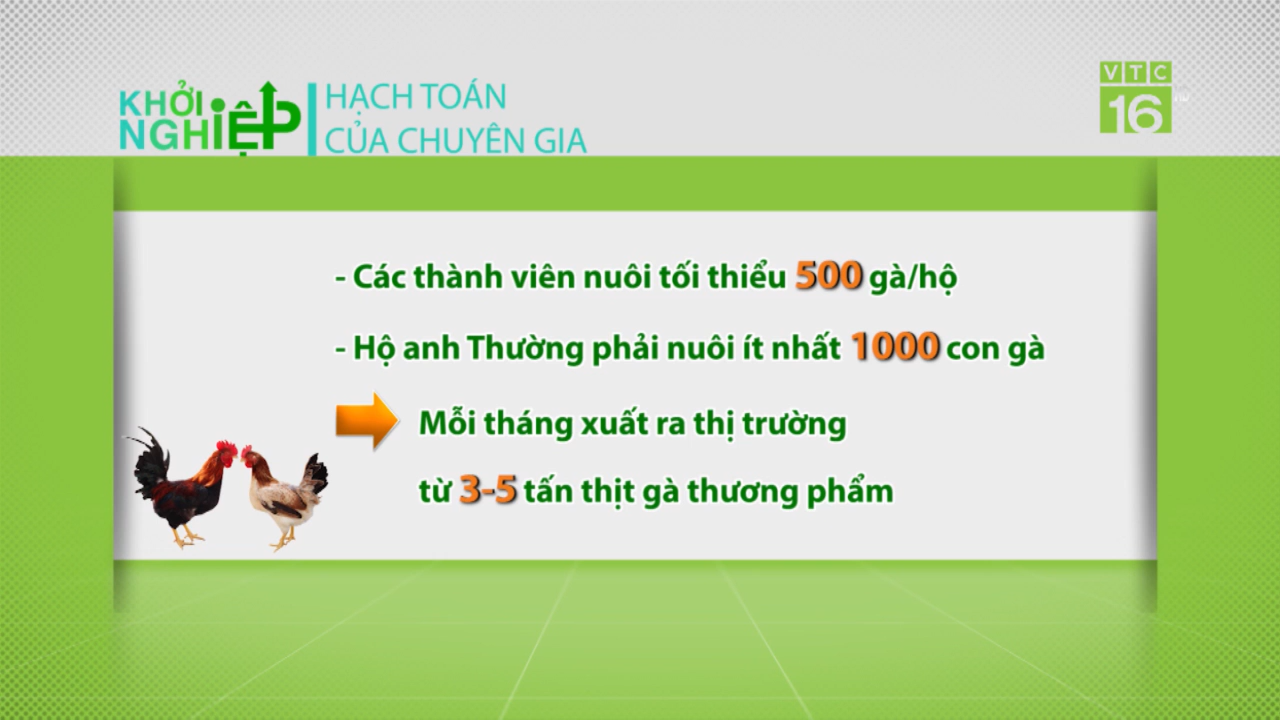 KHỞI
NGHIỆP
HẠCH TOÁN
CỦA CHUYÊN GIA
VTC
16
HD
- Các thành viên nuôi tối thiểu 500 gà/hộ
- Hộ anh Thường phải nuôi ít nhất 1000 con gà
Mỗi tháng xuất ra thị trường
từ 3-5 tấn thịt gà thương phẩm